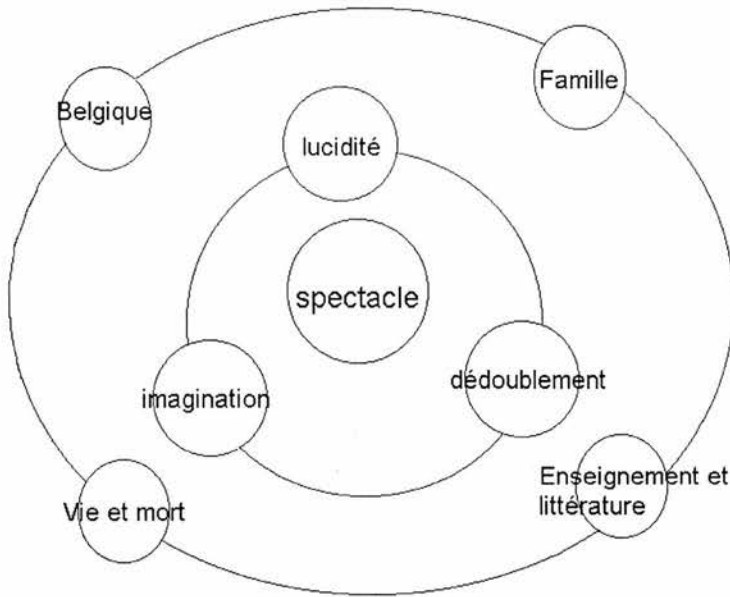 Famille
Belgique
lucidité
spectacle
dédoublement
imagination
Enseignement et
littérature
Vie et mort